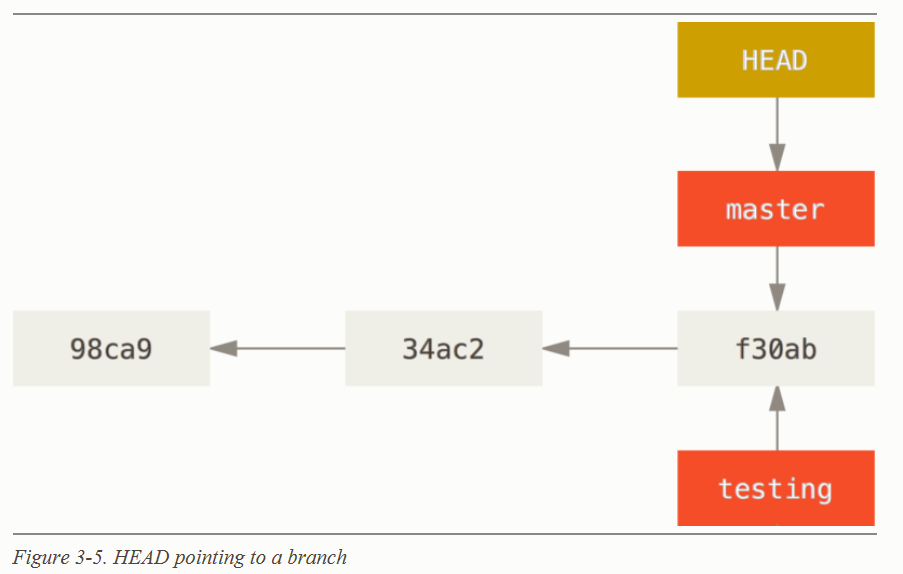 HEAD
master
98ca9 34ac2 f30ab
testing
Figure 3-5. HEAD pointing to a branch